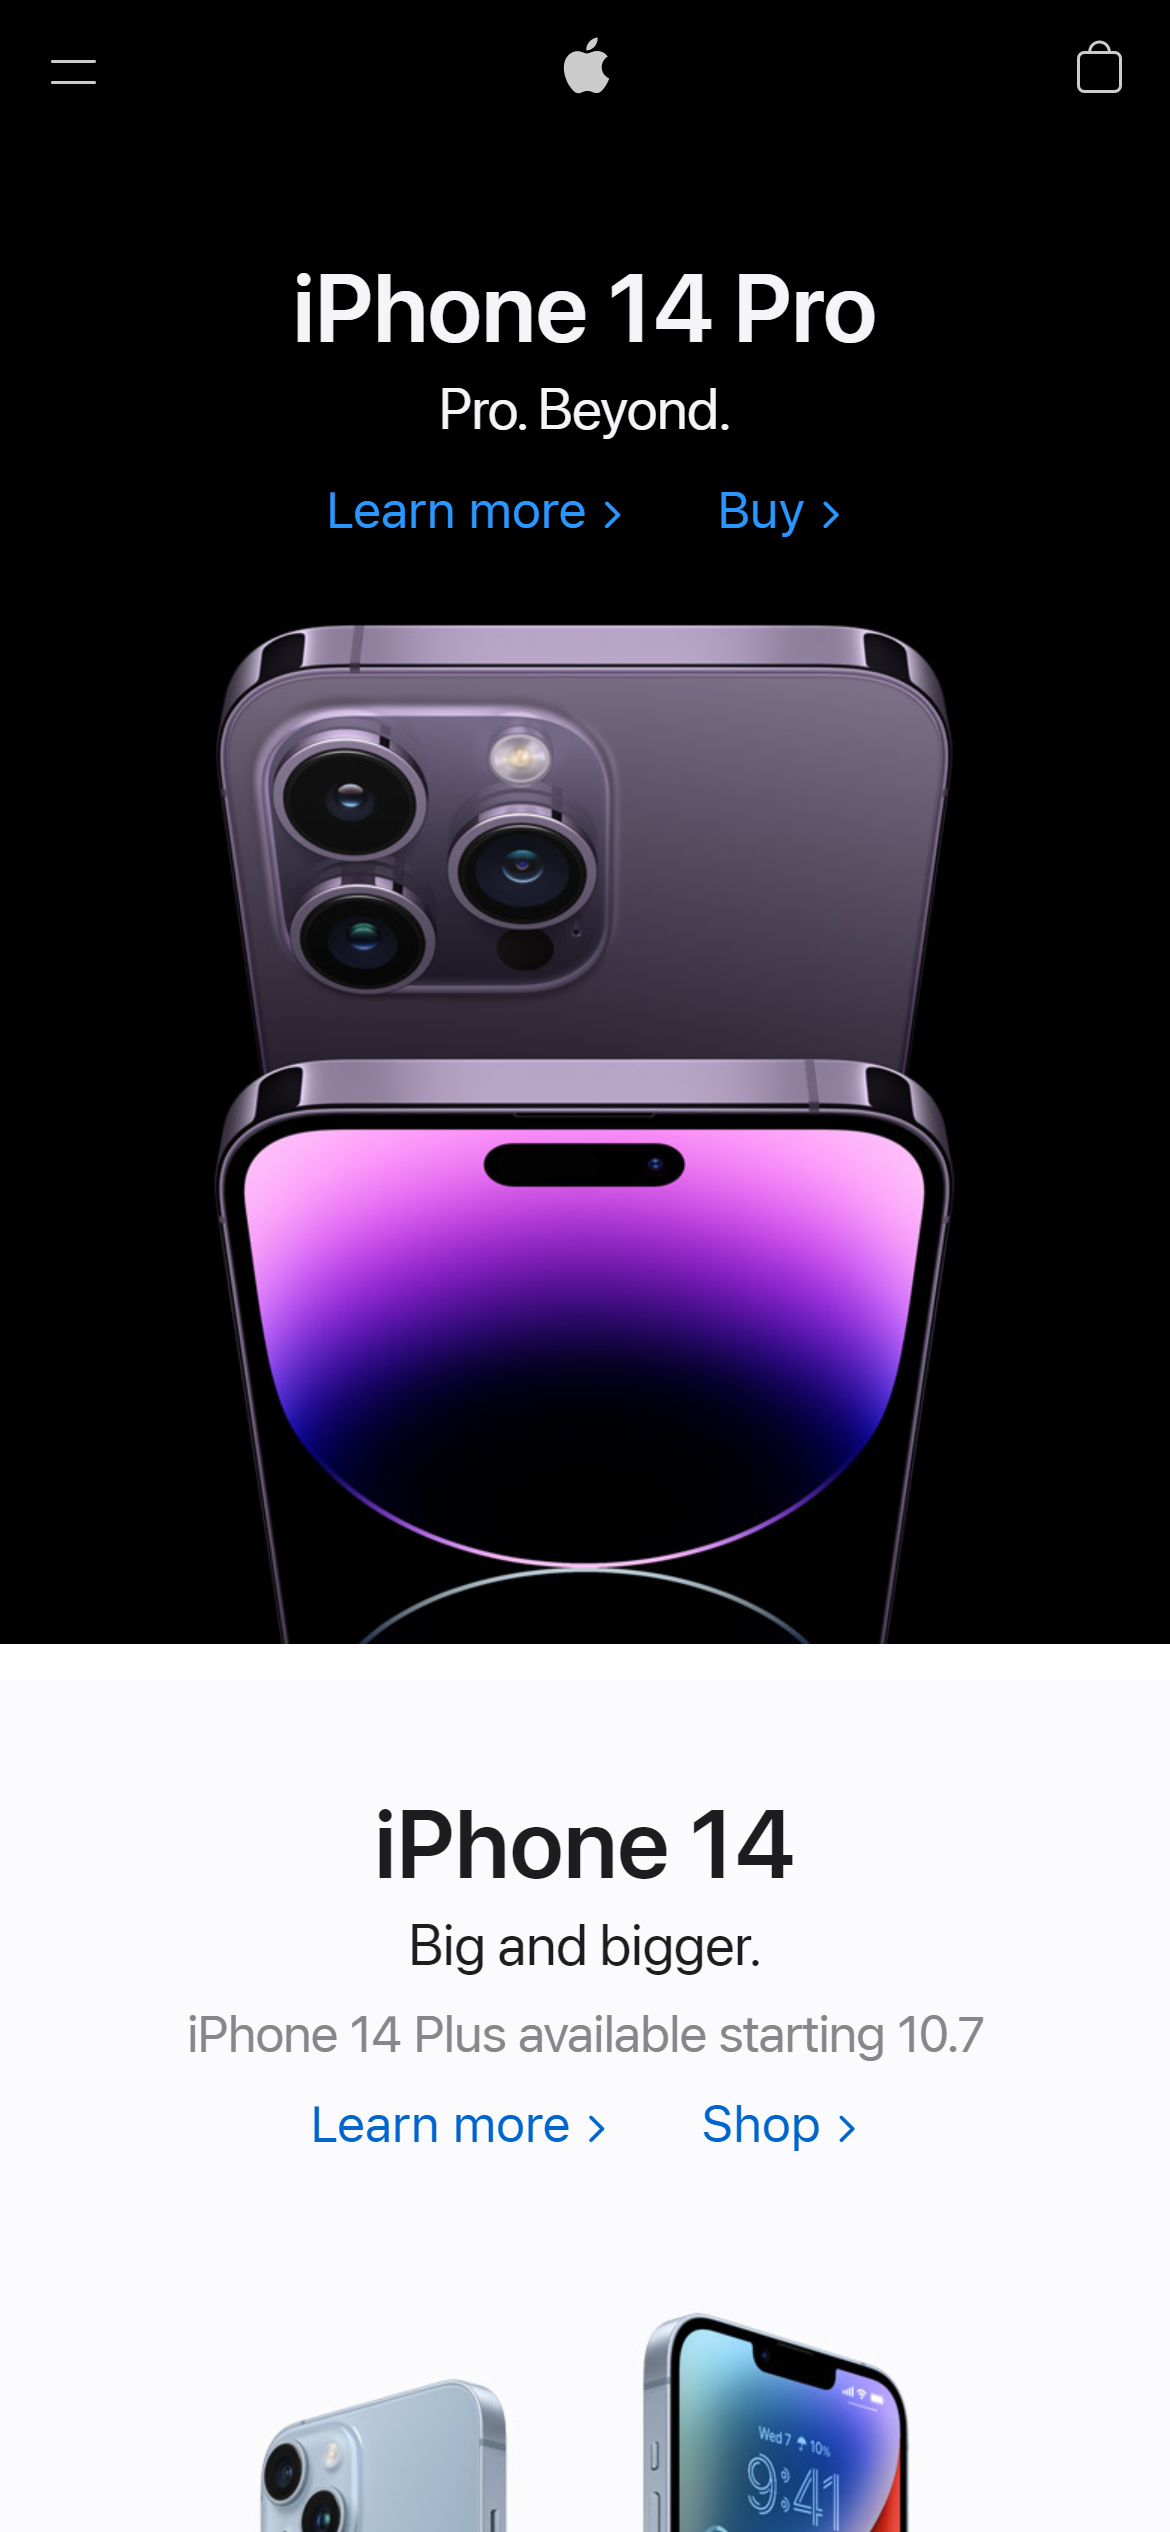 iPhone 14 Pro
Pro. Beyond.
Learn more >
Buy >
iPhone 14
Big and bigger.
iPhone 14 Plus available starting 10.7
Learn more >
Shop >
Wed 7 10%
9:41